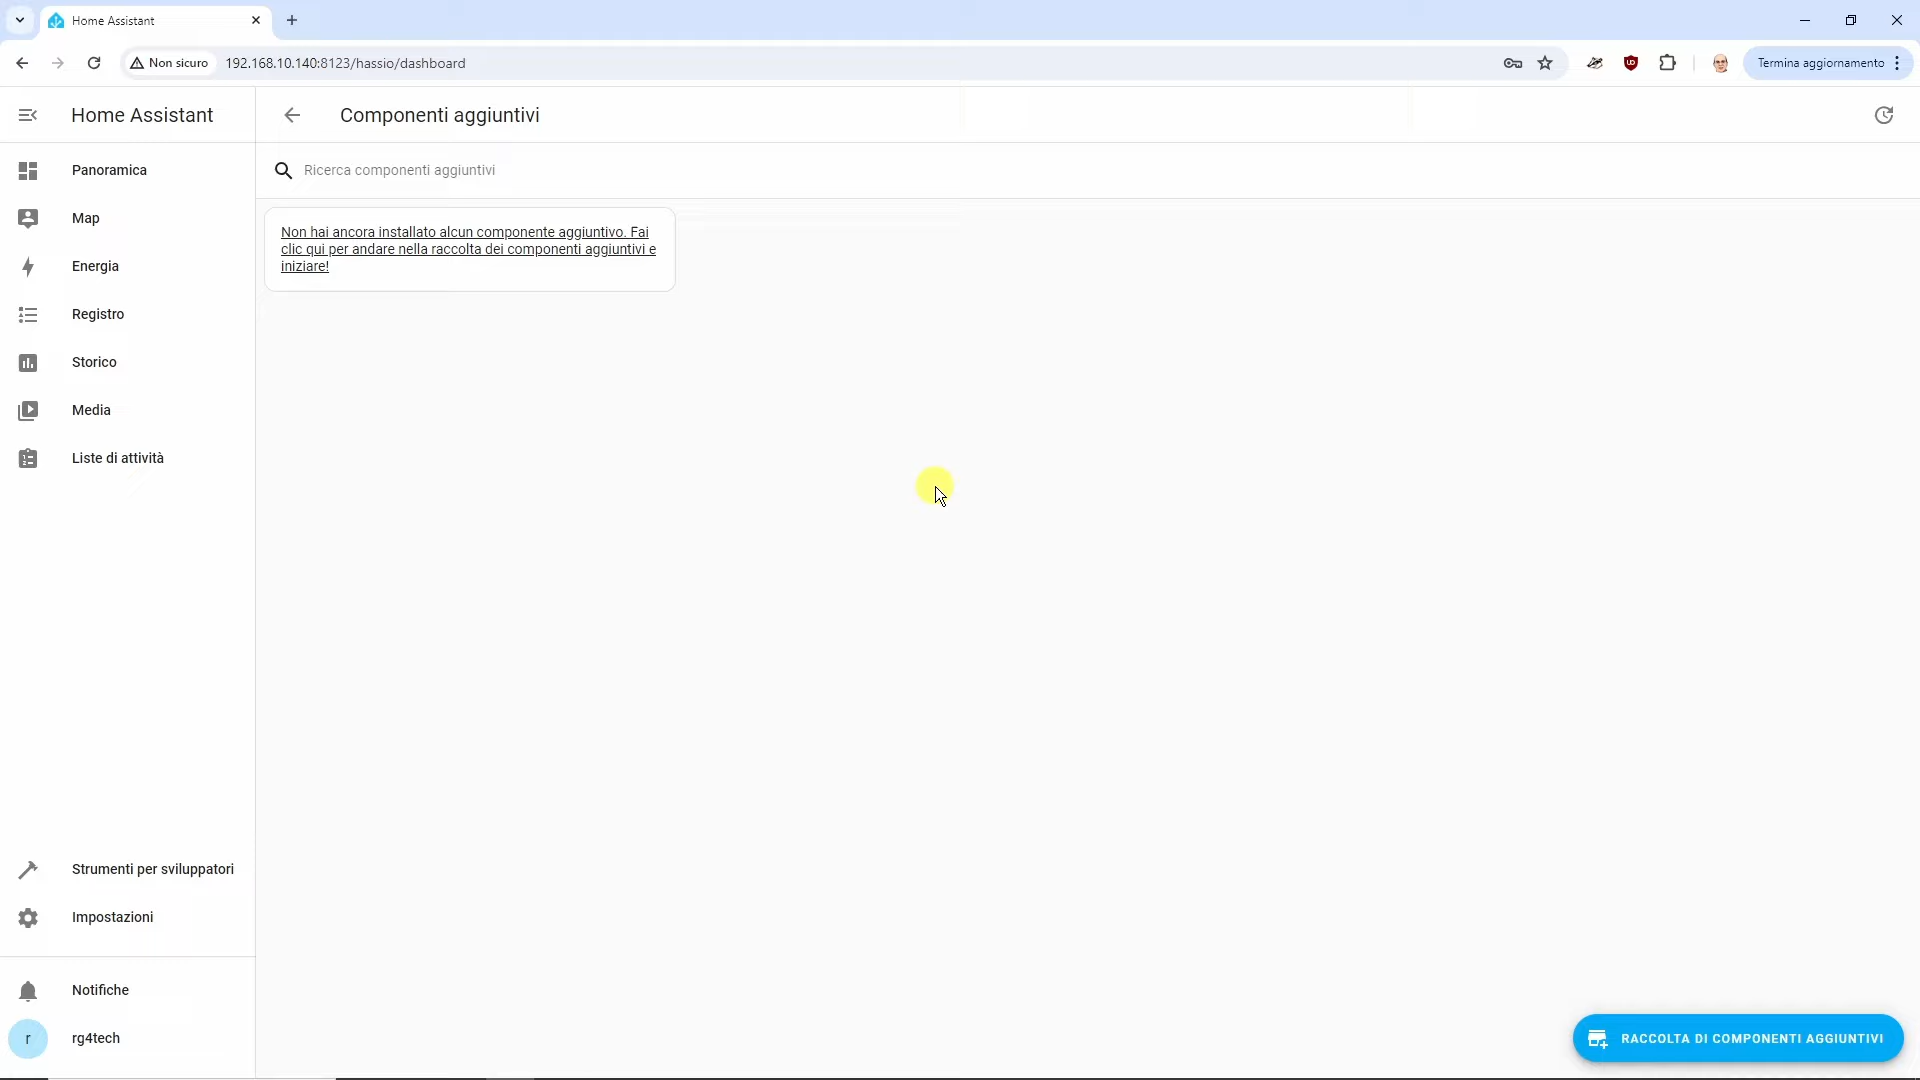 Home Assistant
Non sicuro
192.168.10.140:8123/hassio/dashboard
Termina aggiornamento
Home Assistant
Componenti aggiuntivi
Ricerca componenti aggiuntivi
Panoramica
Map
Energia
Registro
Storico
Media
Liste di attività
Non hai ancora installato alcun componente aggiuntivo. Fai
clic qui per andare nella raccolta dei componenti aggiuntivi e
iniziare!
Strumenti per sviluppatori
Impostazioni
Notifiche
r
rg4tech
RACCOLTA DI COMPONENTI AGGIUNTIVI